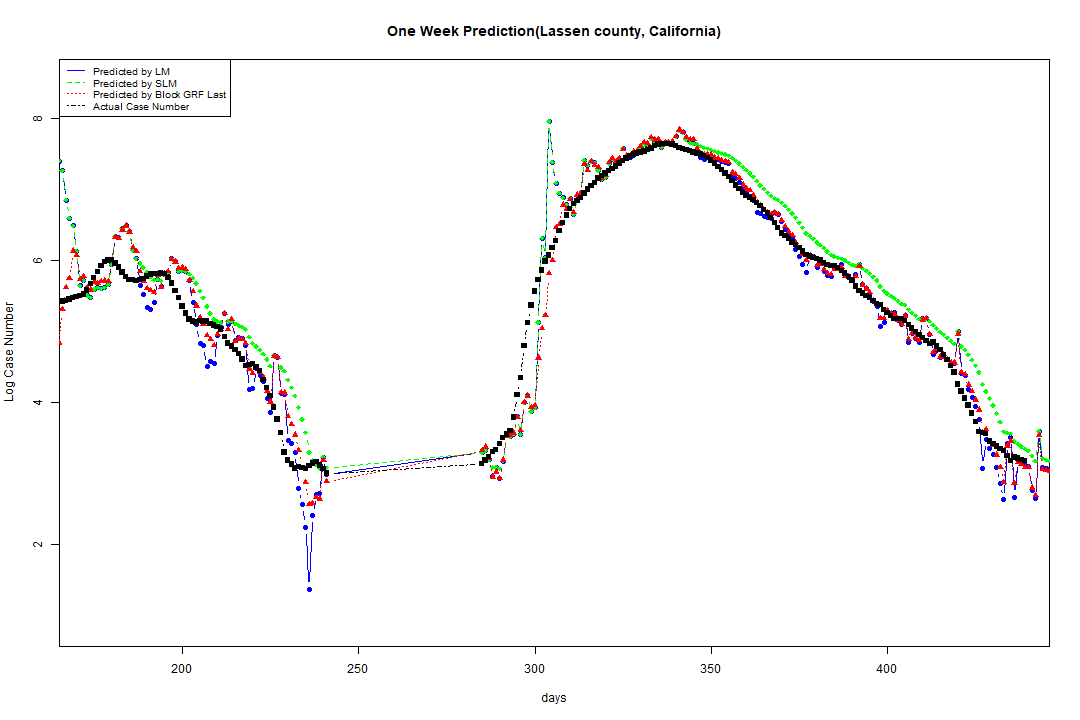 One Week Prediction(Lassen county, California)
Predicted by LM
Predicted by SLM
Predicted by Block GRF Last
Actual Case Number
Log Case Number
8
6
4
2
200 250 300 350 400
days